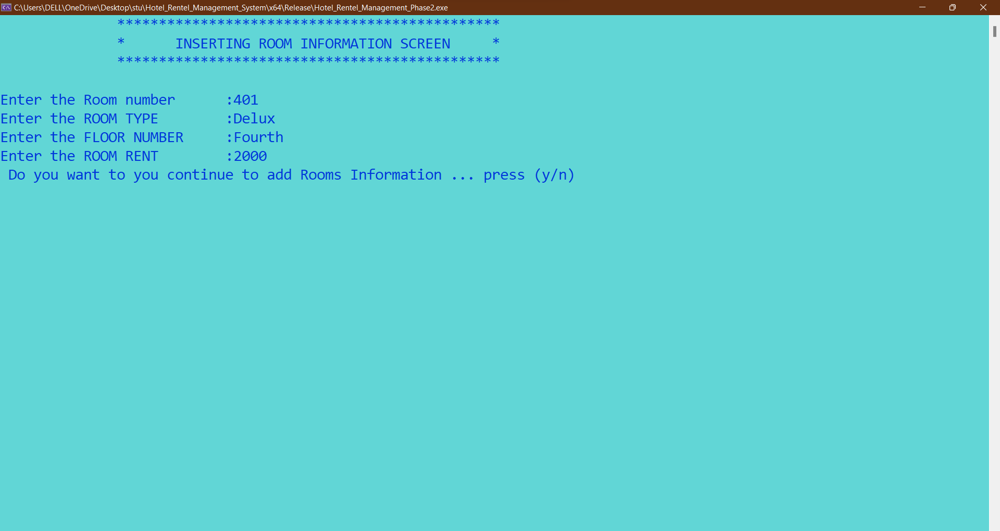 C:\Users\DELL\OneDrive\Desktop\stu\Hotel_Rentel_Management_System\x64\Release\Hotel_Rentel_Management_Phase2.exe
**********************************************
* INSERTING ROOM INFORMATION SCREEN *
**********************************************
Enter the Room number :401
Enter the ROOM TYPE :Delux
Enter the FLOOR NUMBER :Fourth
Enter the ROOM RENT :2000
Do you want to you continue to add Rooms Information ... press (y/n)